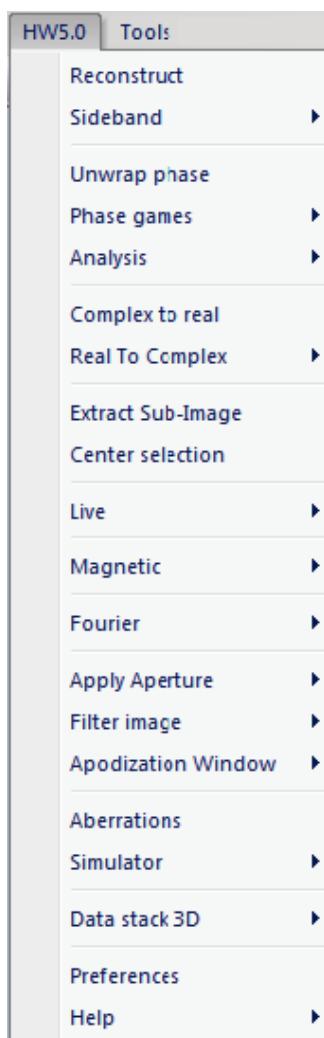 HW5.0 Tools
Reconstruct
Sideband
Unwrap phase
Phase games
Analysis
Complex to real
Real To Complex
Extract Sub-Image
Center selection
Live
Magnetic
Fourier
Apply Aperture
Filter image
Apodization Window
Aberrations
Simulator
Data stack 3D
Preferences
Help